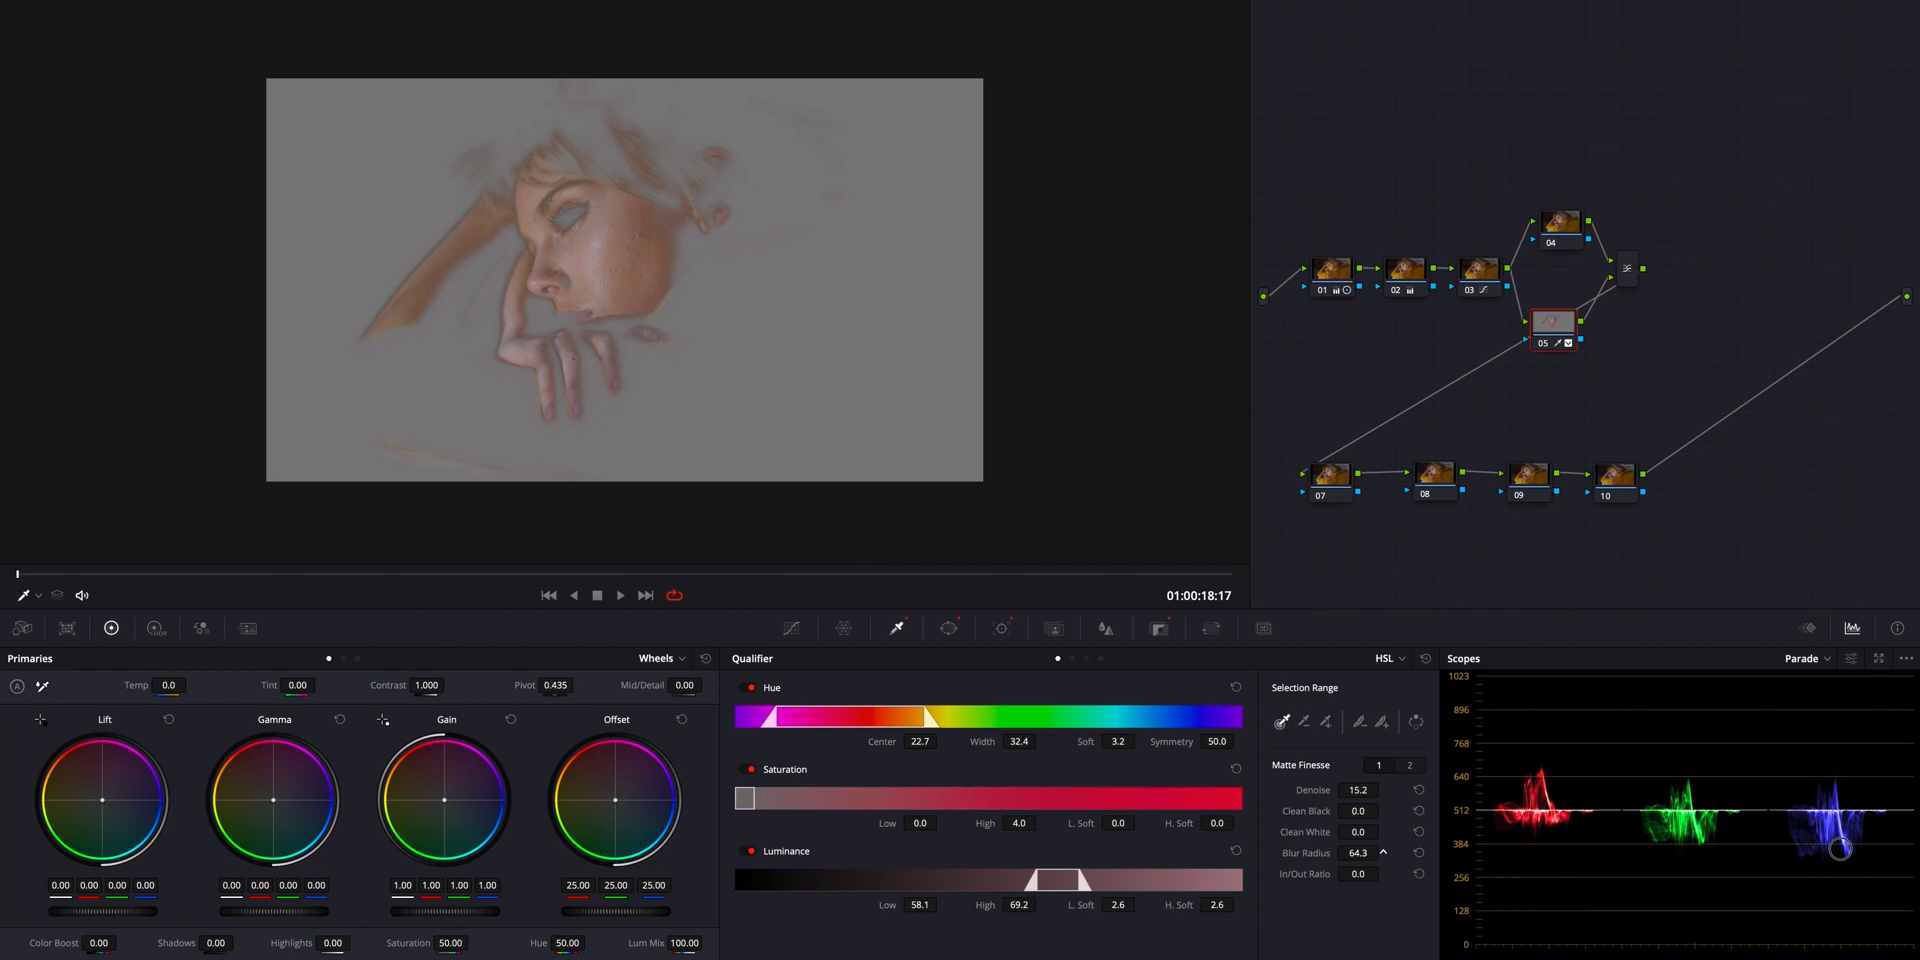 04
01
02
03
05
07
08
09
10
01:00:18:17
HDR
3D
Primaries
Wheels
Qualifier
HSL
Scopes
Parade
A
Temp 0.0
Tint 0.00
Contrast 1.000
Pivot 0.435
Mid/Detail 0.00
Lift
Gamma
Gain
Offset
0.00 0.00 0.00 0.00
0.00 0.00 0.00 0.00
1.00 1.00 1.00 1.00
25.00 25.00 25.00
Color Boost 0.00
Shadows 0.00
Highlights 0.00
Saturation 50.00
Hue 50.00
Lum Mix 100.00
Hue
Center 22.7
Width 32.4
Soft 3.2
Symmetry 50.0
Saturation
Low 0.0
High 4.0
L. Soft 0.0
H. Soft 0.0
Luminance
Low 58.1
High 69.2
L. Soft 2.6
H. Soft 2.6
Selection Range
Matte Finesse 1 2
Denoise 15.2
Clean Black 0.0
Clean White 0.0
Blur Radius 64.3
In/Out Ratio 0.0
1023
896
768
640
512
384
256
128
0